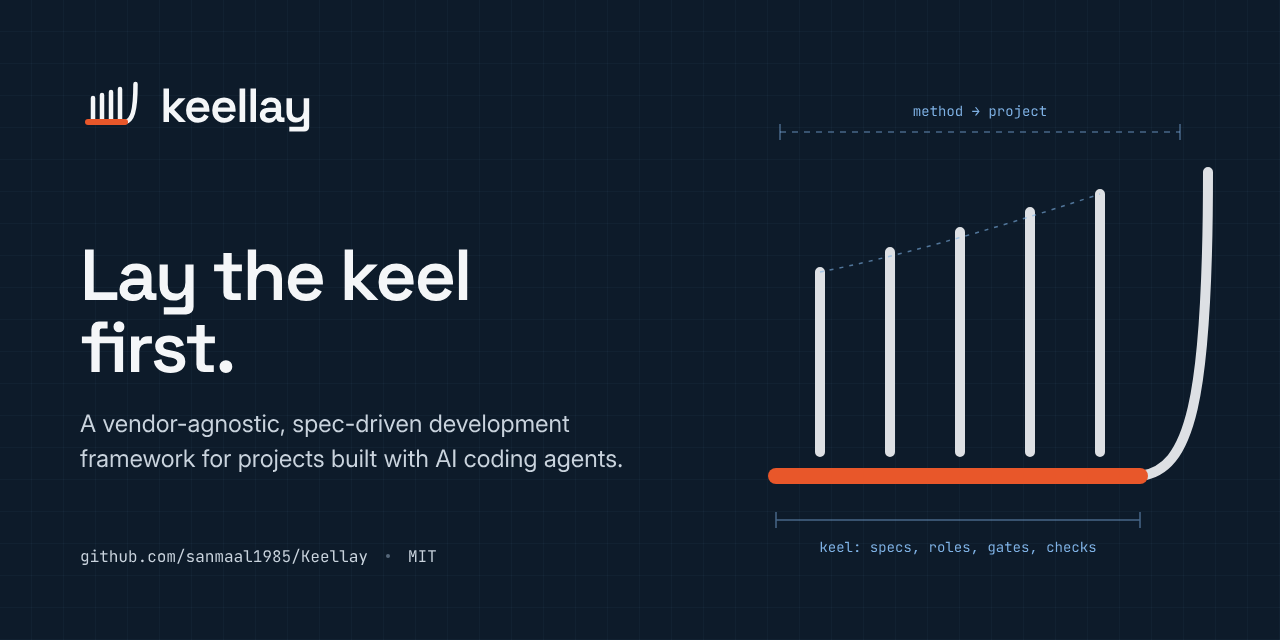 keellay
Lay the keel
first.
A vendor-agnostic, spec-driven development
framework for projects built with AI coding agents.
github.com/sanmaal1985/Keellay • MIT
method → project
keel: specs, roles, gates, checks